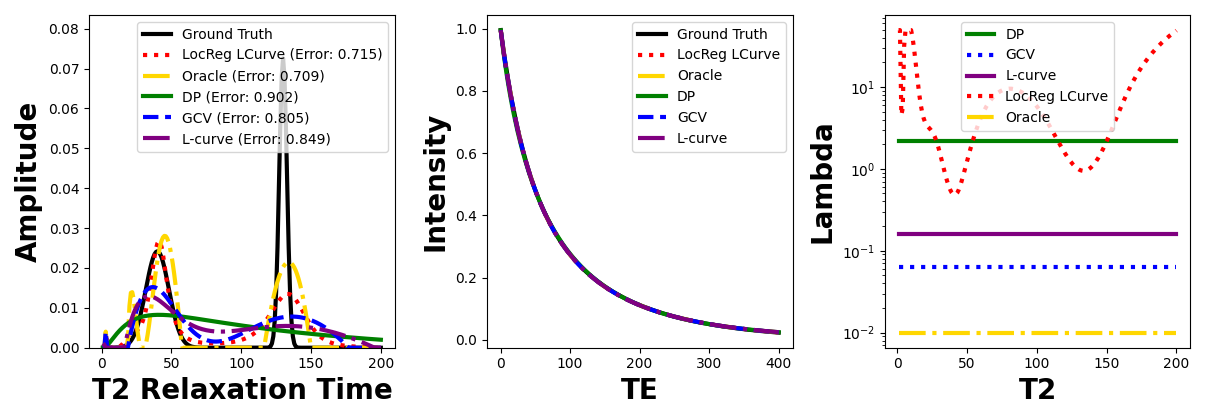 0.08
0.07
0.06
0.05
0.04
0.03
0.02
0.01
0.00
Amplitude
0
50
100
150
200
T2 Relaxation Time
Ground Truth
LocReg LCurve (Error: 0.715)
Oracle (Error: 0.709)
DP (Error: 0.902)
GCV (Error: 0.805)
L-curve (Error: 0.849)
1.0
0.8
0.6
0.4
0.2
0.0
Intensity
0
100
200
300
400
TE
Ground Truth
LocReg LCurve
Oracle
DP
GCV
L-curve
10¹
10⁰
10⁻¹
10⁻²
Lambda
0
50
100
150
200
T2
DP
GCV
L-curve
LocReg LCurve
Oracle